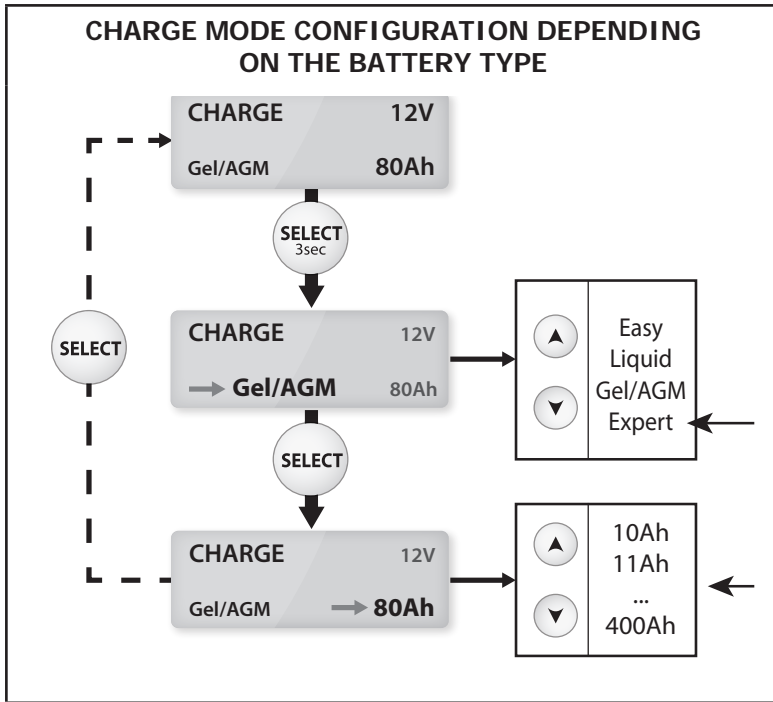 CHARGE MODE CONFIGURATION DEPENDING
ON THE BATTERY TYPE
CHARGE 12V
Gel/AGM 80Ah
SELECT
3sec
CHARGE 12V
Gel/AGM 80Ah
Easy
Liquid
Gel/AGM
Expert
SELECT
SELECT
CHARGE 12V
Gel/AGM 80Ah
10Ah
11Ah
...
400Ah